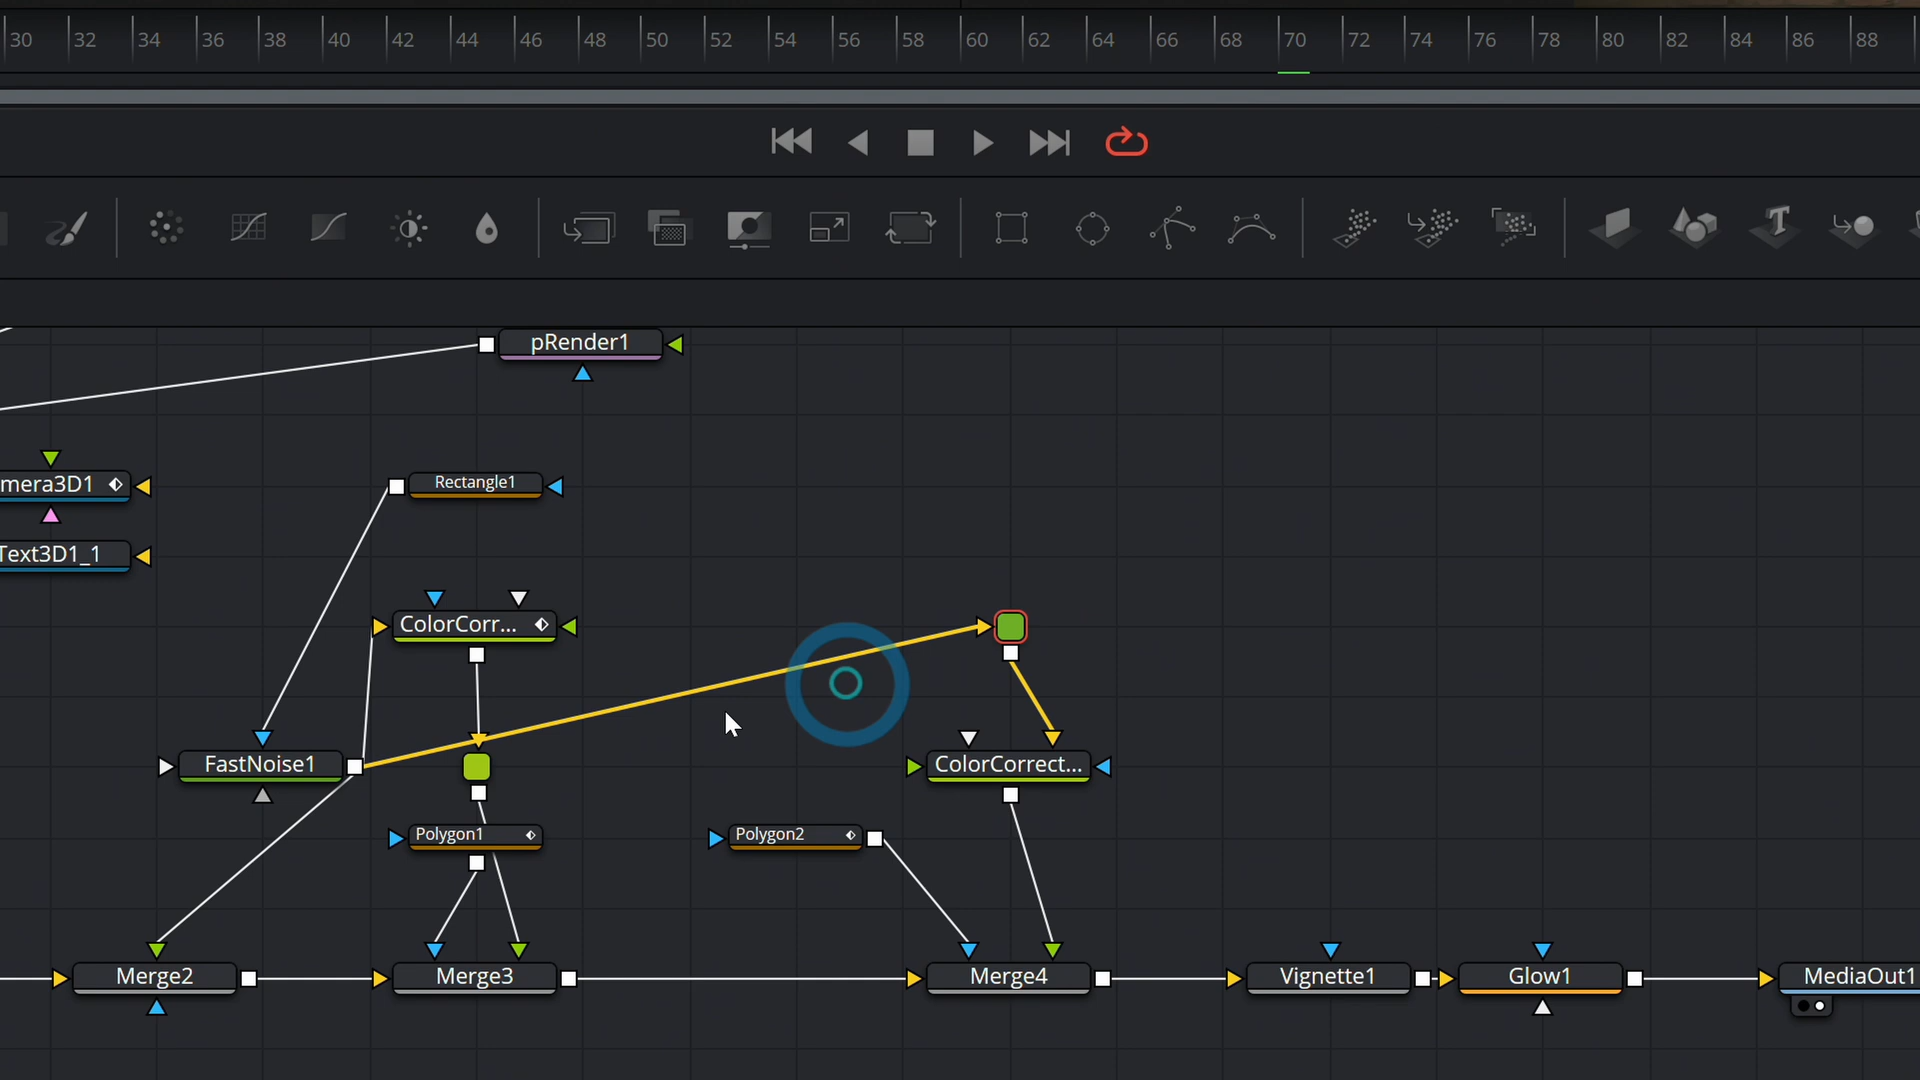 30 32 34 36 38 40 42 44 46 48 50 52 54 56 58 60 62 64 66 68 70 72 74 76 78 80 82 84 86 88
pRender1
mera3D1
Rectangle1
Text3D1_1
ColorCorr...
FastNoise1
ColorCorrect...
Polygon1
Polygon2
Merge2
Merge3
Merge4
Vignette1
Glow1
MediaOut1